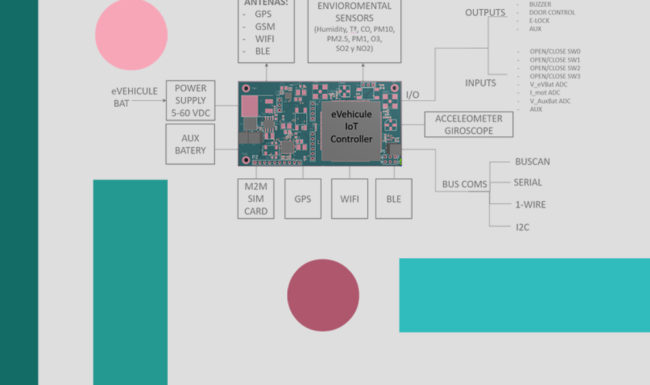 ANTENAS:
- GPS
- GSM
- WIFI
- BLE
ENVIOROMENTAL
SENSORS
(Humidity, Tº, CO, PM10,
PM2.5, PM1, O3,
SO2 y NO2)
OUTPUTS
- BUZZER
- DOOR CONTROL
- E-LOCK
- AUX
INPUTS
- OPEN/CLOSE SW0
- OPEN/CLOSE SW1
- OPEN/CLOSE SW2
- OPEN/CLOSE SW3
- V_eVBat ADC
- I_mot ADC
- V_AuxBat ADC
- AUX
eVEHICULE
BAT
POWER
SUPPLY
5-60 VDC
I/O
eVehicule
IoT
Controller
ACCELEOMETER
GIROSCOPE
AUX
BATERY
M2M
SIM
CARD
GPS
WIFI
BLE
BUS COMS
BUSCAN
SERIAL
1-WIRE
I2C